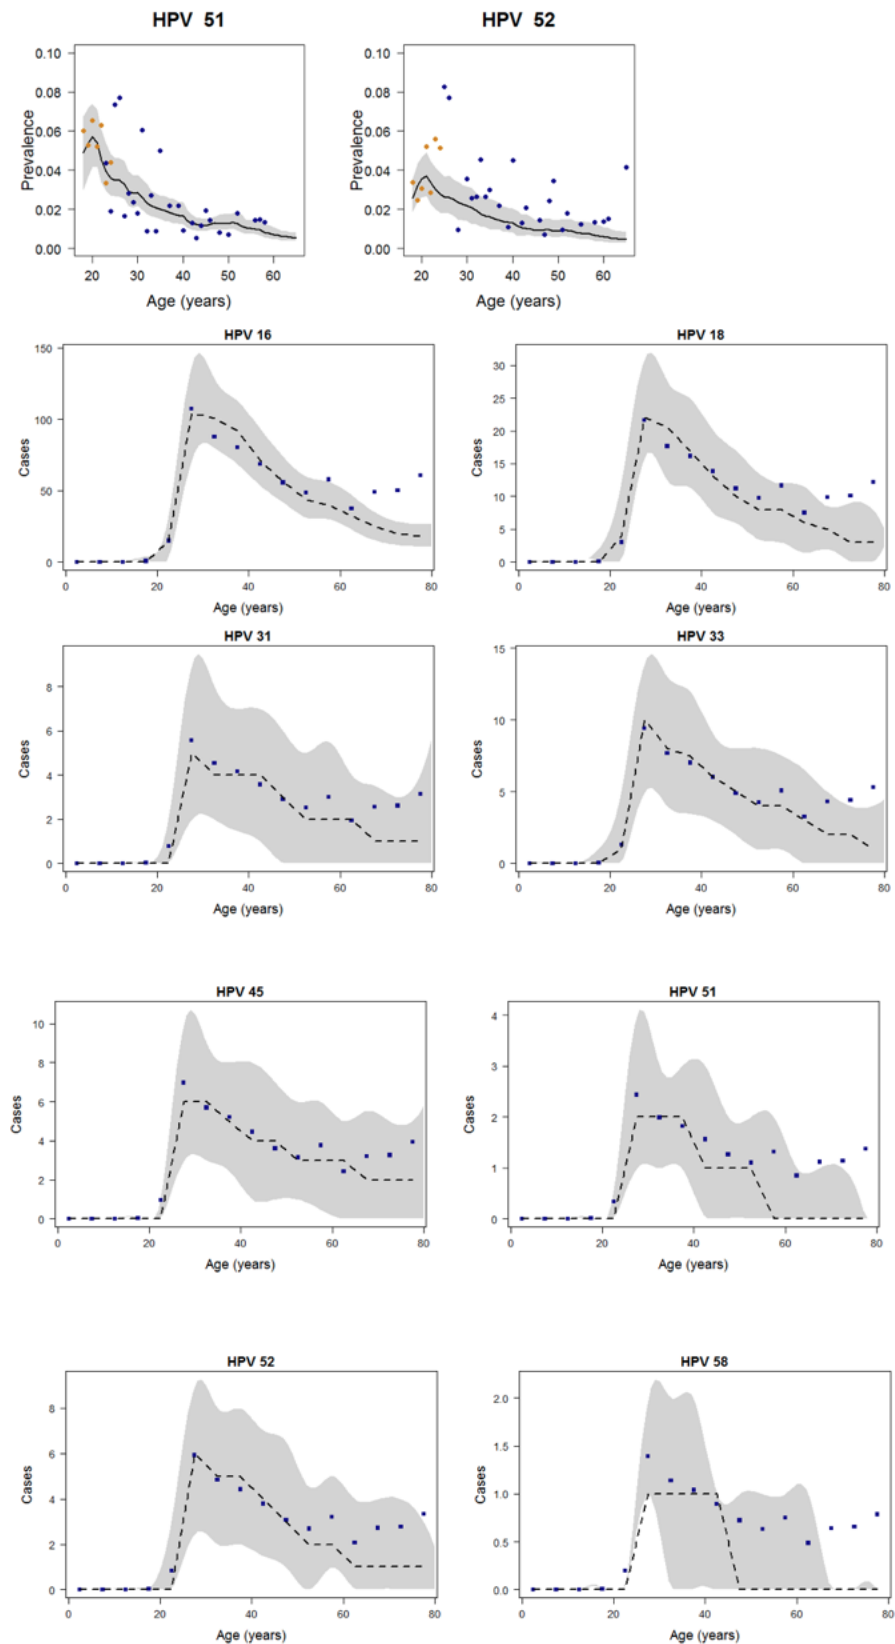 HPV 51 HPV 52
0.10 0.10
0.08 0.08
0.06 0.06
0.04 0.04
0.02 0.02
0.00 0.00
Prevalence Prevalence
20 30 40 50 60 20 30 40 50 60
Age (years) Age (years)
HPV 16 HPV 18
150 30
100 25
50 20
0 15
10
5
0
Cases Cases
0 20 40 60 80 0 20 40 60 80
Age (years) Age (years)
HPV 31 HPV 33
8 15
6 10
4 5
2 0
0
Cases Cases
0 20 40 60 80 0 20 40 60 80
Age (years) Age (years)
HPV 45 HPV 51
10 4
8 3
6 2
4 1
2 0
0
Cases Cases
0 20 40 60 80 0 20 40 60 80
Age (years) Age (years)
HPV 52 HPV 58
8 2.0
6 1.5
4 1.0
2 0.5
0 0.0
Cases Cases
0 20 40 60 80 0 20 40 60 80
Age (years) Age (years)